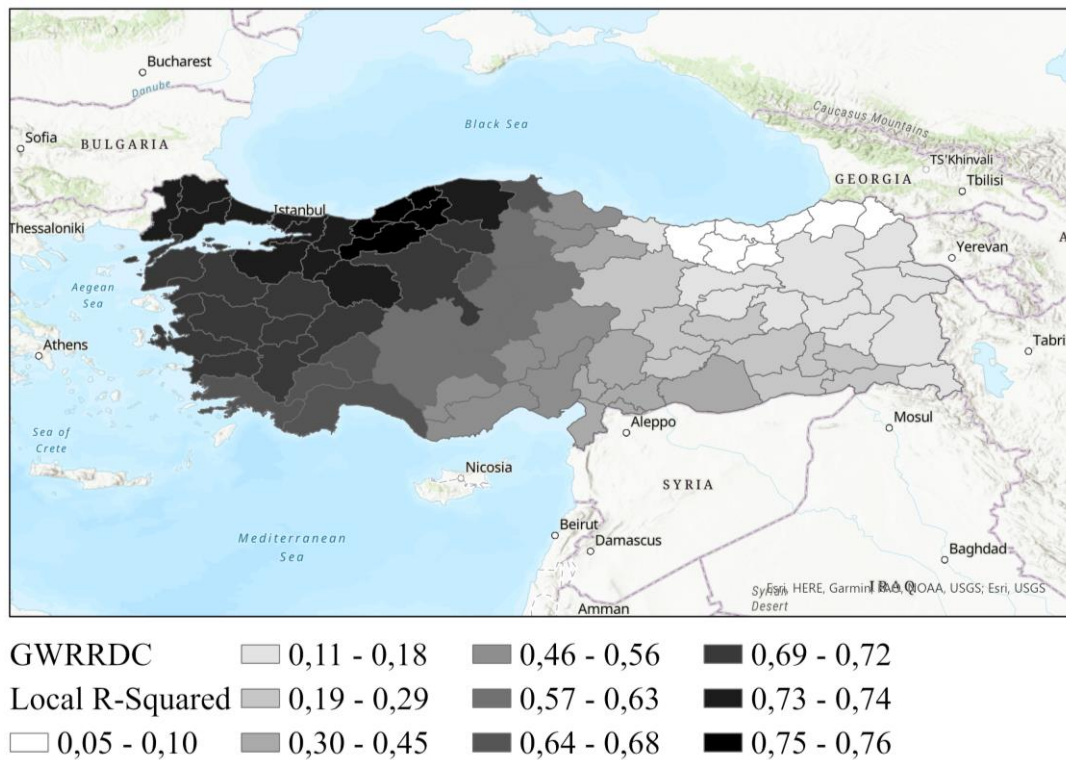 Bucharest
Danube
Sofia
BULGARIA
Black Sea
Caucasus Mountains
TS'Khinvali
GEORGIA
Tbilisi
Thessaloniki
Istanbul
Yerevan
A
Aegean
Sea
Athens
Tabri
Sea of
Crete
Aleppo
Mosul
Nicosia
SYRIA
Mediterranean
Sea
Beirut
Damascus
Baghdad
Syrian
Desert
IRAQ
Esri, HERE, Garmin, FAO, NOAA, USGS; Esri, USGS
Amman
GWRRDC 0,11 - 0,18 0,46 - 0,56 0,69 - 0,72
Local R-Squared 0,19 - 0,29 0,57 - 0,63 0,73 - 0,74
0,05 - 0,10 0,30 - 0,45 0,64 - 0,68 0,75 - 0,76